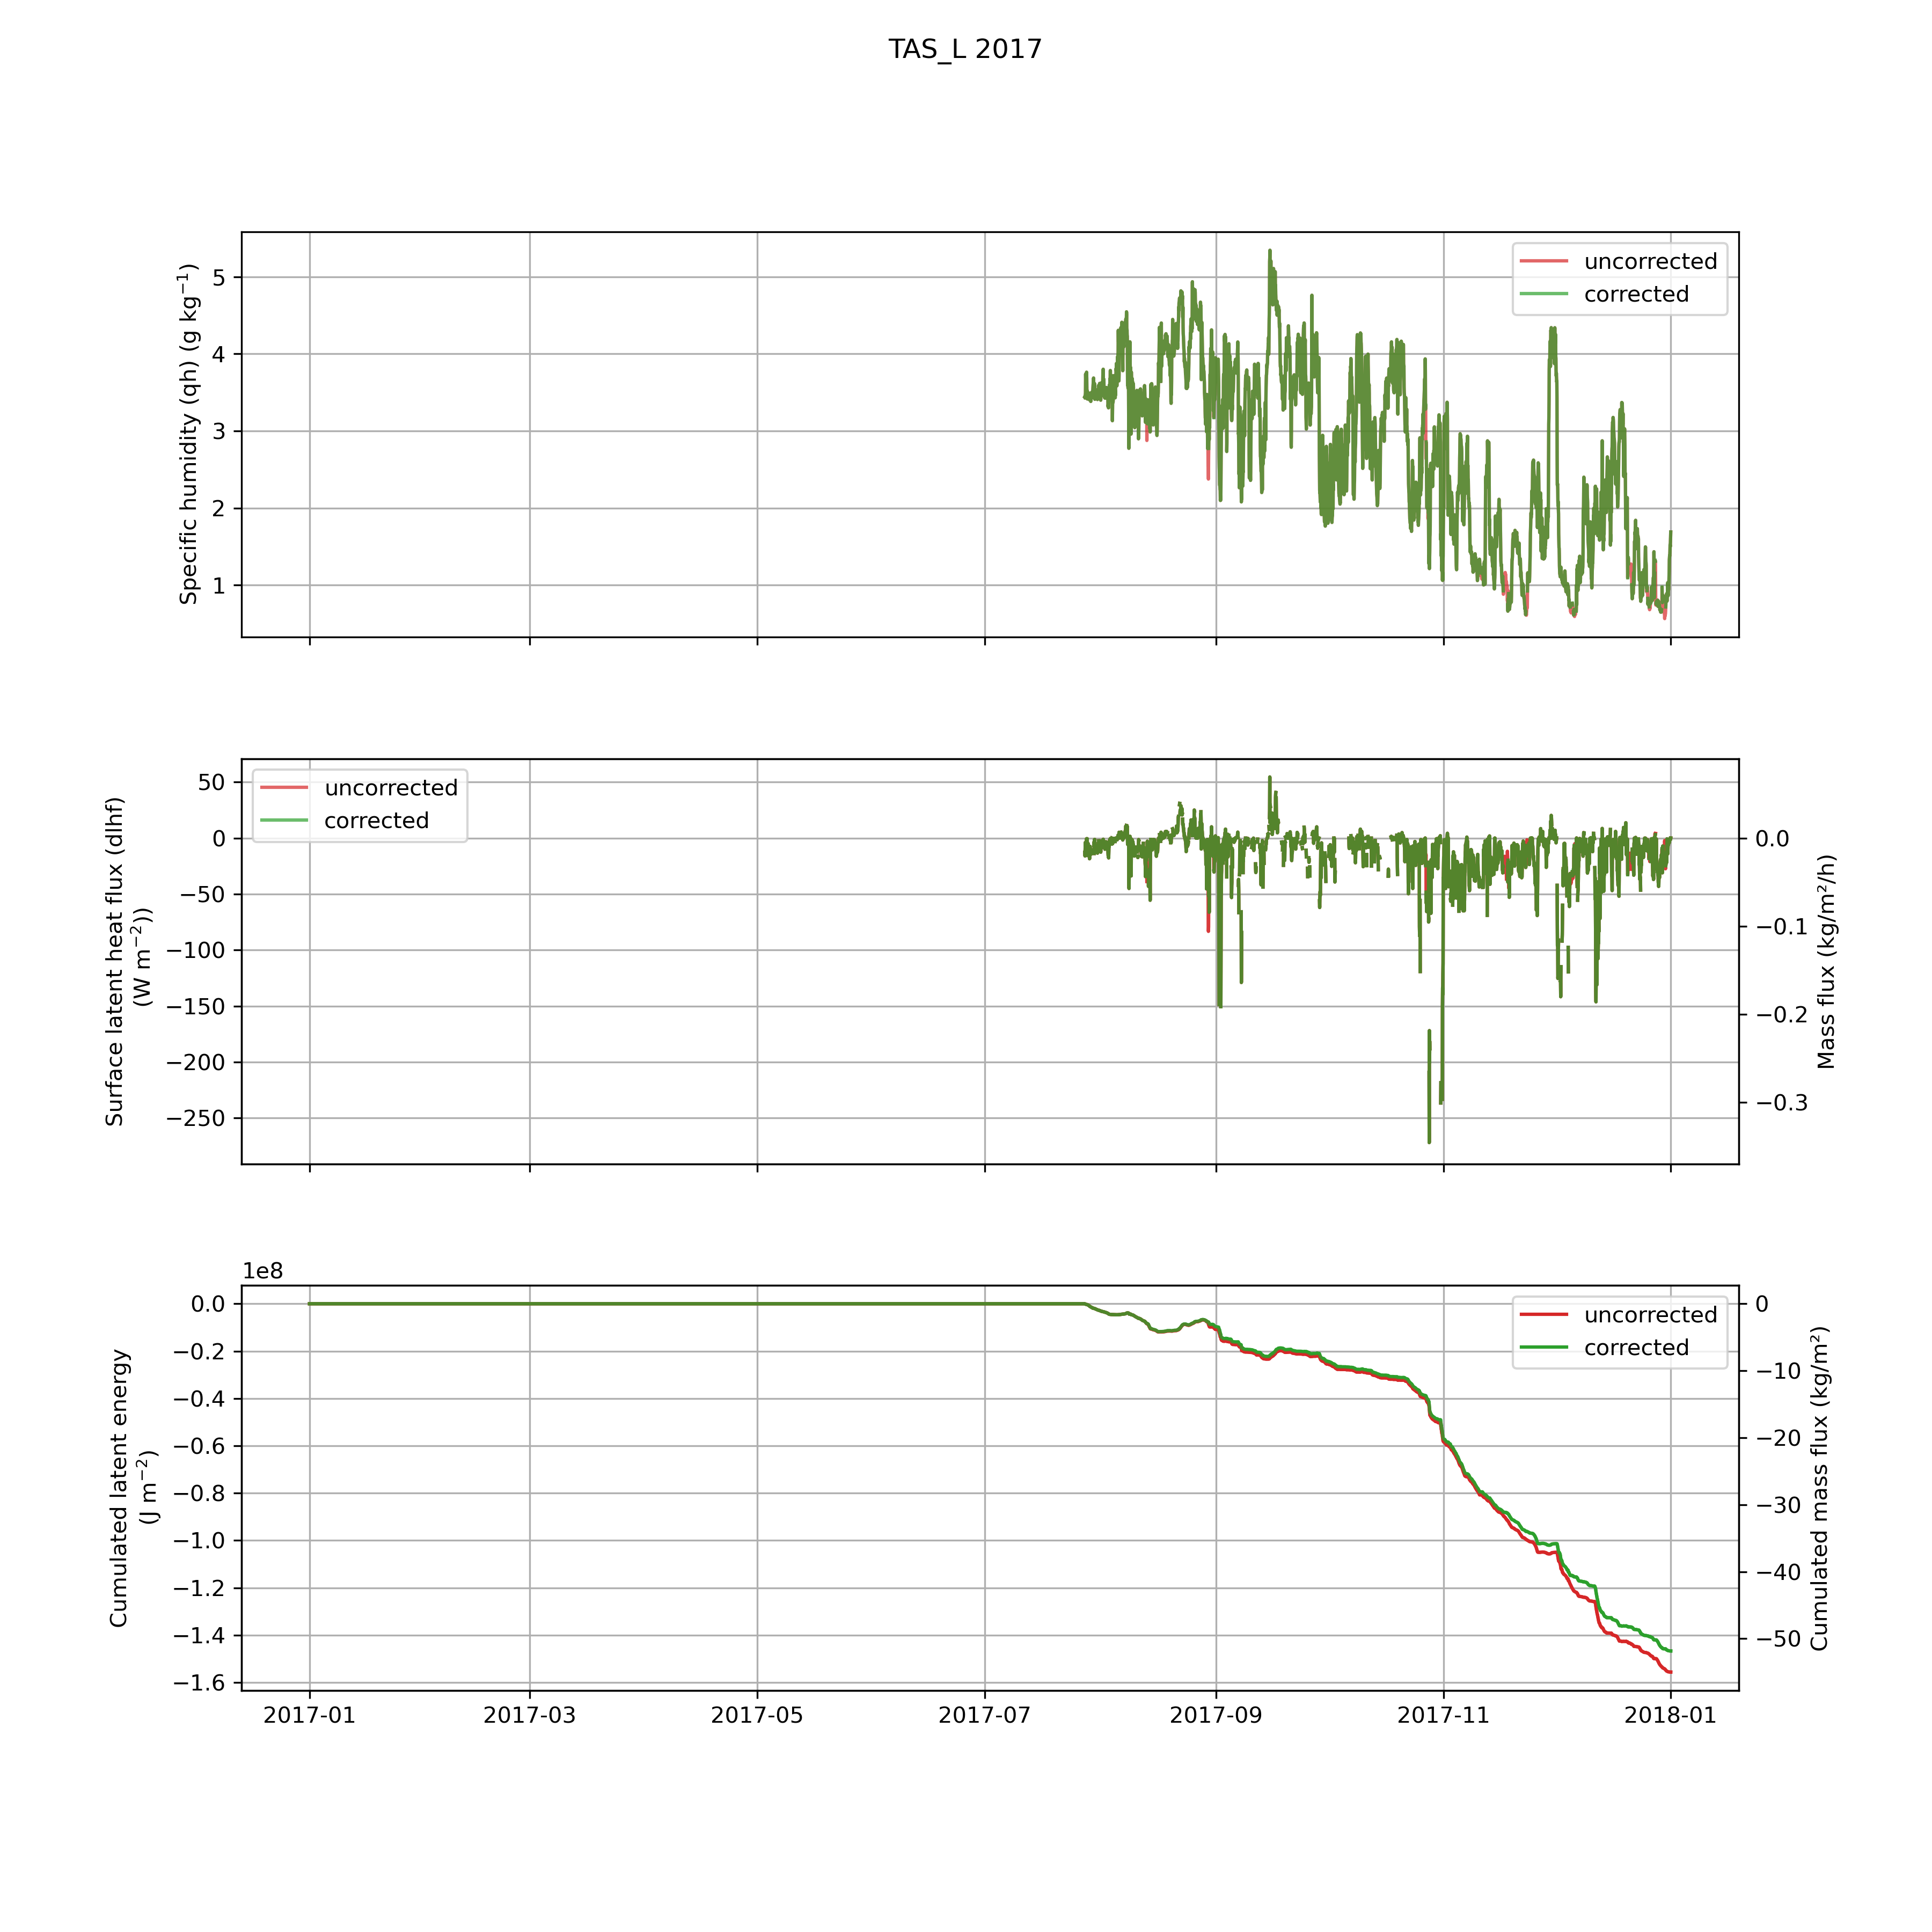 TAS_L 2017
Specific humidity (qh) (g kg⁻¹)
5
4
3
2
1
uncorrected
corrected
Surface latent heat flux (dlhf)
(W m⁻²))
50
0
−50
−100
−150
−200
−250
uncorrected
corrected
0.0
−0.1
−0.2
−0.3
Mass flux (kg/m²/h)
1e8
Cumulated latent energy
(J m⁻²)
0.0
−0.2
−0.4
−0.6
−0.8
−1.0
−1.2
−1.4
−1.6
uncorrected
corrected
0
−10
−20
−30
−40
−50
Cumulated mass flux (kg/m²)
2017-01 2017-03 2017-05 2017-07 2017-09 2017-11 2018-01